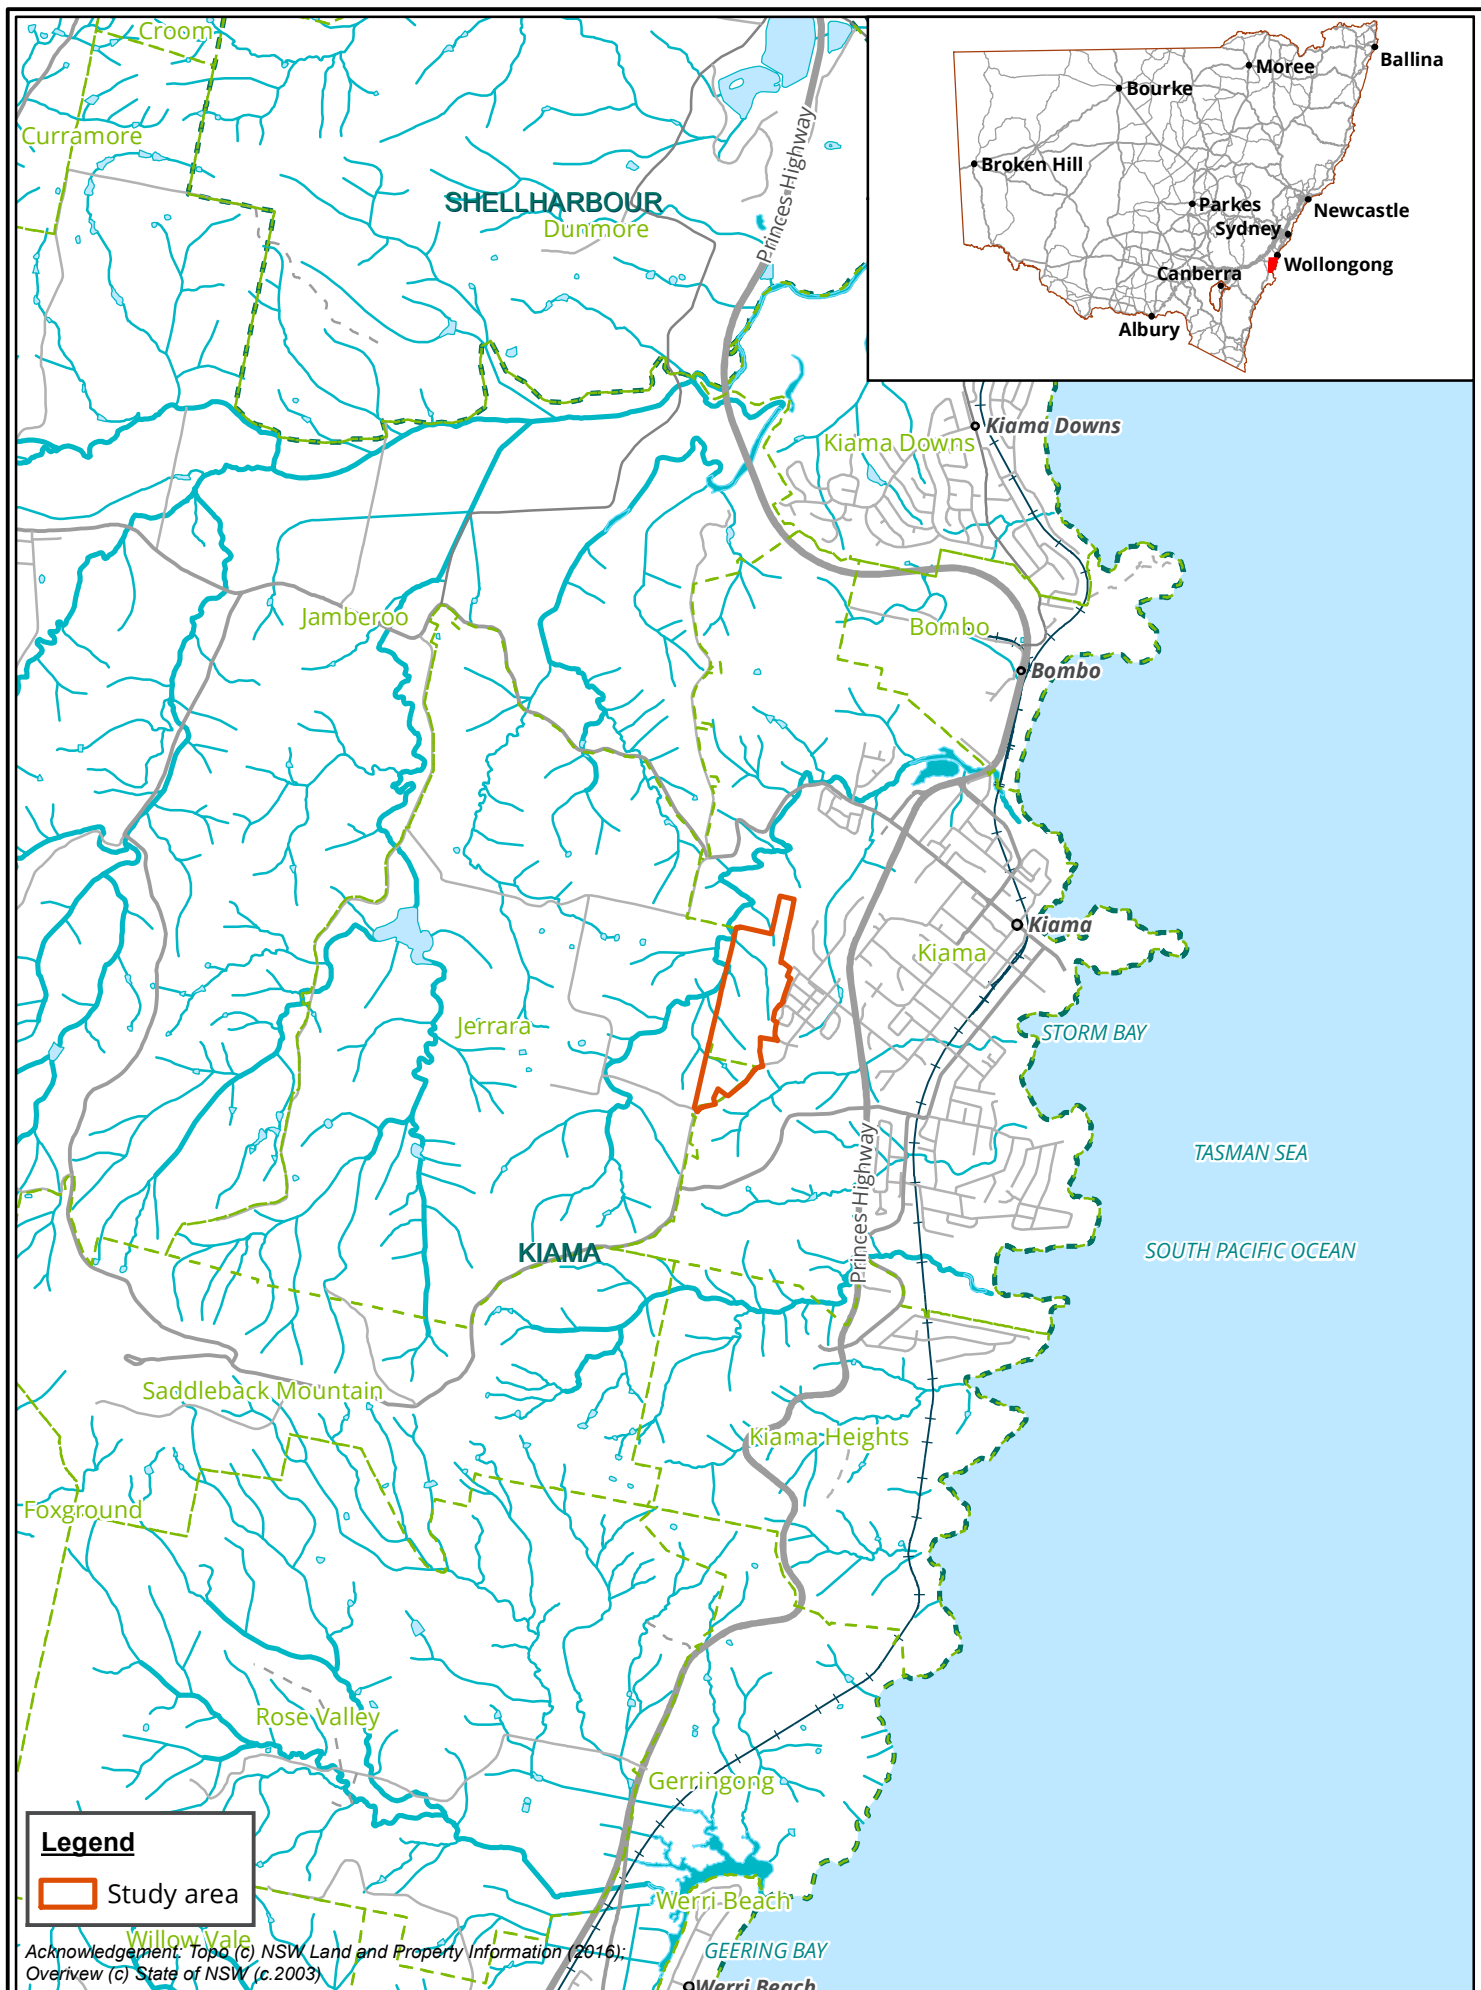 Croom
Curramore
SHELLHARBOUR
Dunmore
Princes Highway
Ballina
Moree
Bourke
Broken Hill
Parkes
Newcastle
Sydney
Wollongong
Canberra
Albury
Kiama Downs
Kiama Downs
Jamberoo
Bombo
Bombo
Kiama
Kiama
Jerrara
STORM BAY
TASMAN SEA
Princes Highway
SOUTH PACIFIC OCEAN
KIAMA
Saddleback Mountain
Kiama Heights
Foxground
Rose Valley
Gerringong
Legend
Study area
Werri Beach
Willow Vale
GEERING BAY
Acknowledgement: Topo (c) NSW Land and Property Information (2016);
Overivew (c) State of NSW (c.2003)
Werri Beach